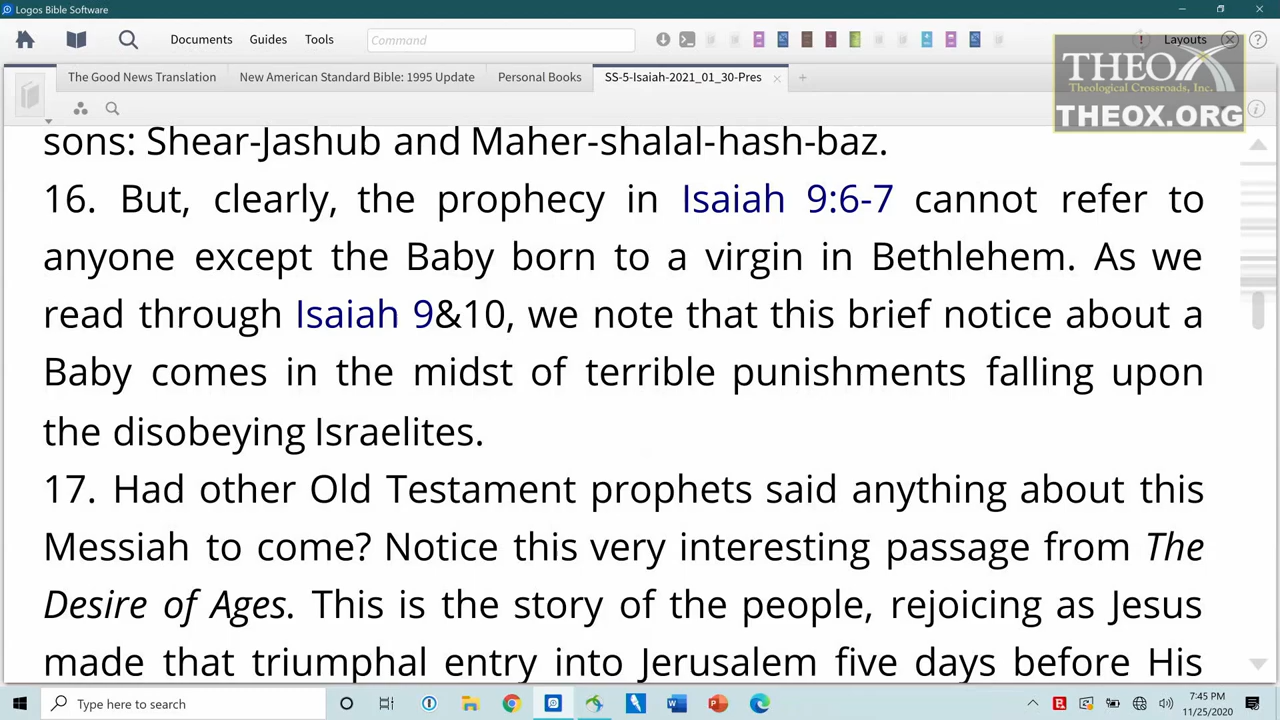 Logos Bible Software
Documents Guides Tools Command Layouts
THEOX
Theological Crossroads, Inc.
THEOX.ORG
The Good News Translation New American Standard Bible: 1995 Update Personal Books SS-5-Isaiah-2021_01_30-Pres
sons: Shear-Jashub and Maher-shalal-hash-baz.
16. But, clearly, the prophecy in Isaiah 9:6-7 cannot refer to
anyone except the Baby born to a virgin in Bethlehem. As we
read through Isaiah 9&10, we note that this brief notice about a
Baby comes in the midst of terrible punishments falling upon
the disobeying Israelites.
17. Had other Old Testament prophets said anything about this
Messiah to come? Notice this very interesting passage from The
Desire of Ages. This is the story of the people, rejoicing as Jesus
made that triumphal entry into Jerusalem five days before His
Type here to search
7:45 PM
11/25/2020